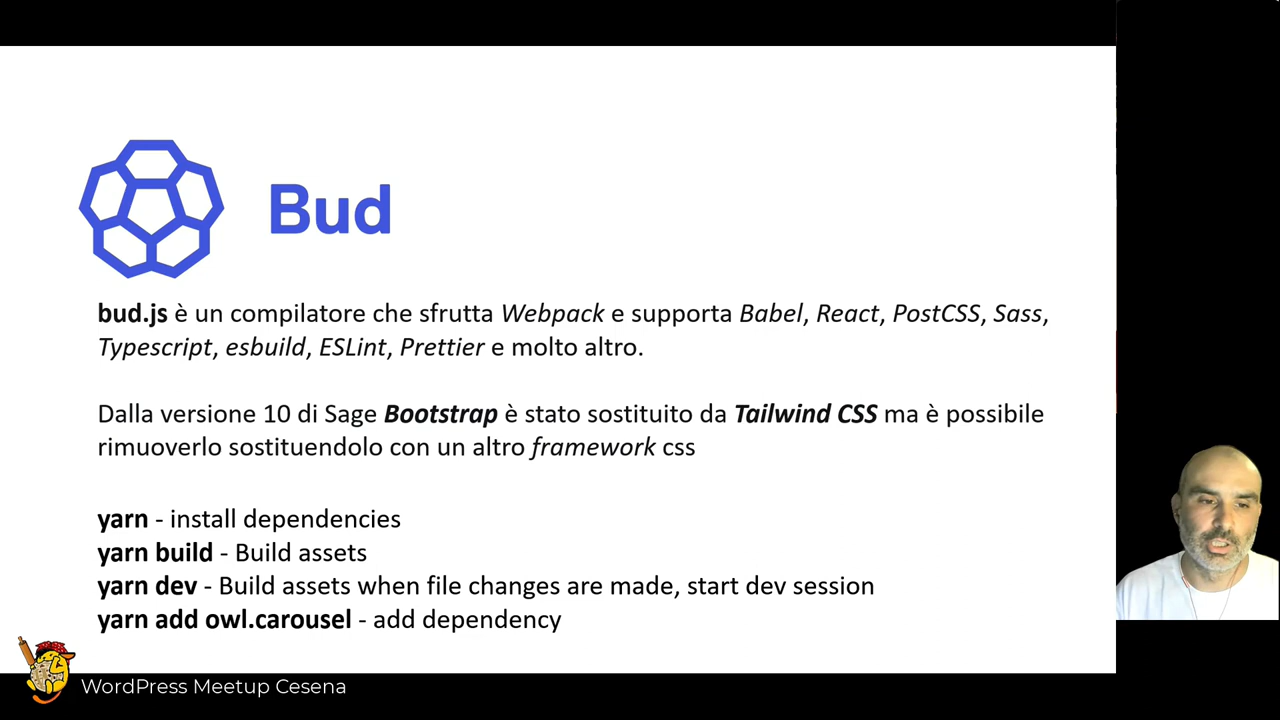 Bud
bud.js è un compilatore che sfrutta Webpack e supporta Babel, React, PostCSS, Sass,
Typescript, esbuild, ESLint, Prettier e molto altro.
Dalla versione 10 di Sage Bootstrap è stato sostituito da Tailwind CSS ma è possibile
rimuoverlo sostituendolo con un altro framework css
yarn - install dependencies
yarn build - Build assets
yarn dev - Build assets when file changes are made, start dev session
yarn add owl.carousel - add dependency
WordPress Meetup Cesena